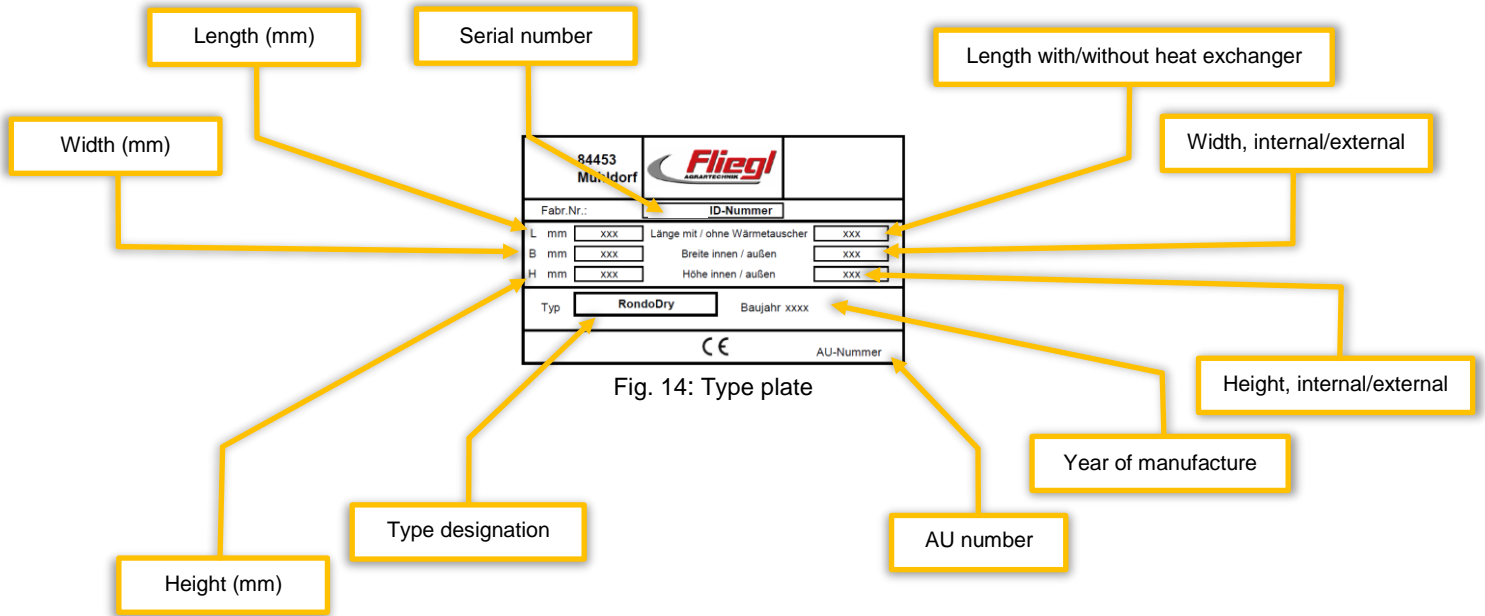 Length (mm)
Serial number
Length with/without heat exchanger
Width (mm)
Width, internal/external
84453
Mühldorf
Fliegl
AGRARTECHNIK
Fabr.Nr.: ID-Nummer
L mm xxx Länge mit / ohne Wärmetauscher xxx
B mm xxx Breite innen / außen xxx
H mm xxx Höhe innen / außen xxx
Typ RondoDry Baujahr xxxx
CE AU-Nummer
Fig. 14: Type plate
Height, internal/external
Year of manufacture
Type designation
AU number
Height (mm)